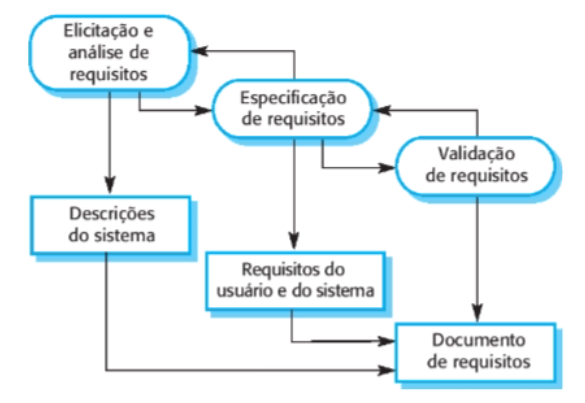 Elicitação e
análise de
requisitos
Especificação
de requisitos
Validação
de requisitos
Descrições
do sistema
Requisitos do
usuário e do sistema
Documento
de requisitos